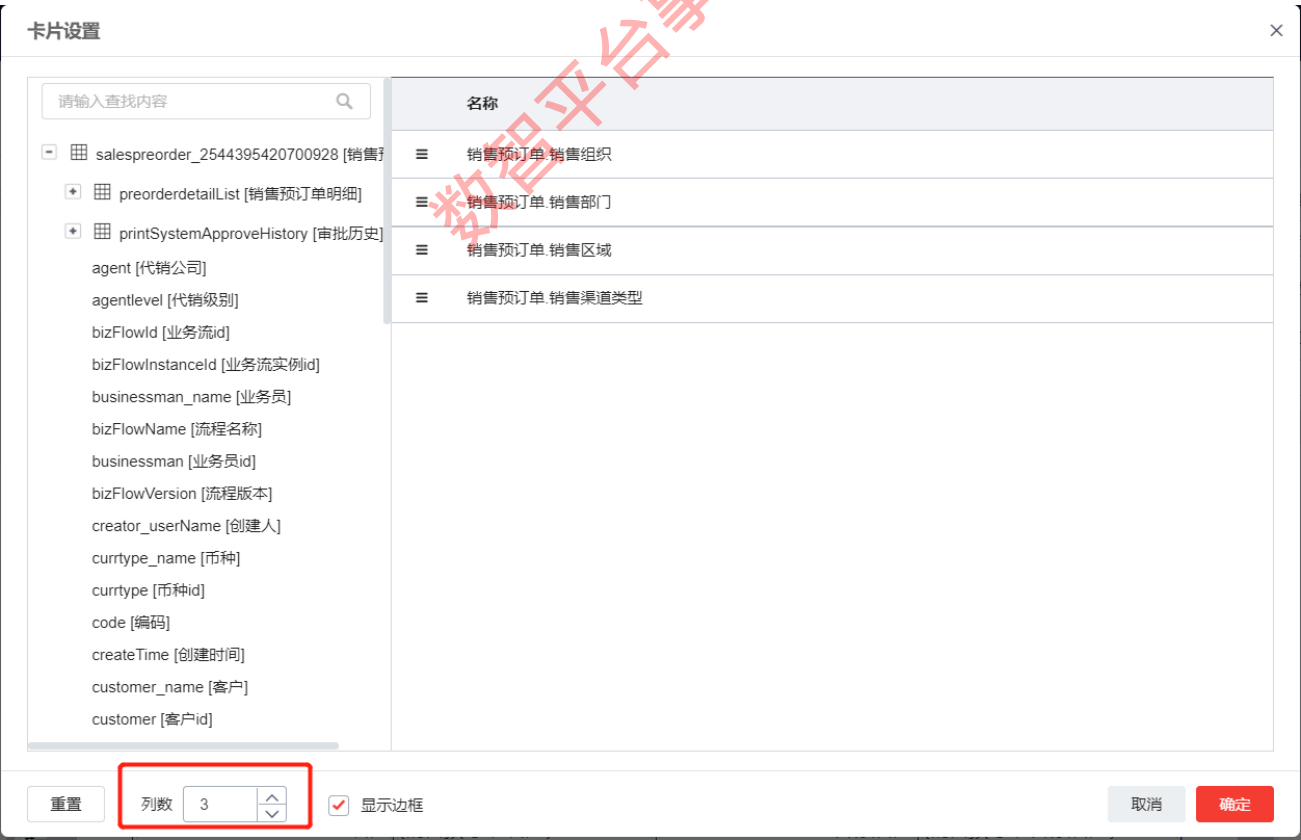 卡片设置
请输入查找内容
salespreorder_2544395420700928 [销售
preorderdetailList [销售预订单明细]
printSystemApproveHistory [审批历史]
agent [代销公司]
agentlevel [代销级别]
bizFlowId [业务流id]
bizFlowInstanceId [业务流实例id]
businessman_name [业务员]
bizFlowName [流程名称]
businessman [业务员id]
bizFlowVersion [流程版本]
creator_userName [创建人]
currtype_name [币种]
currtype [币种id]
code [编码]
createTime [创建时间]
customer_name [客户]
customer [客户id]
名称
销售预订单.销售组织
销售预订单.销售部门
销售预订单.销售区域
销售预订单.销售渠道类型
数智平台事
重置
列数
3
显示边框
取消
确定